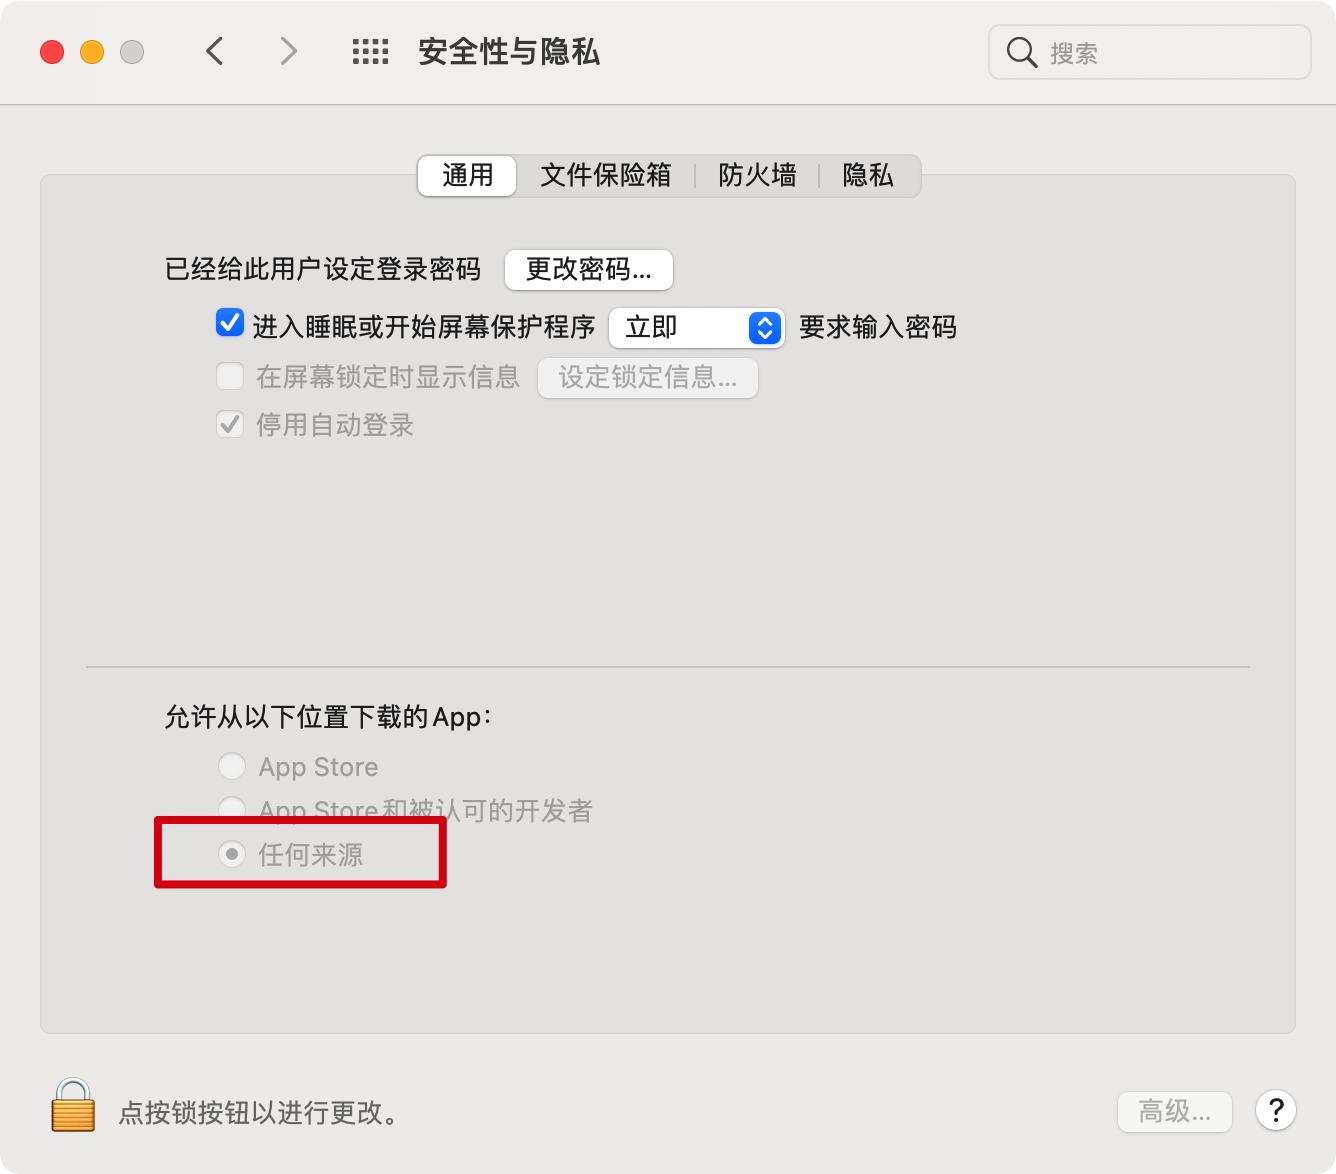 安全性与隐私
搜索
通用 文件保险箱 防火墙 隐私
已经给此用户设定登录密码 更改密码...
进入睡眠或开始屏幕保护程序 立即 要求输入密码
在屏幕锁定时显示信息 设定锁定信息...
停用自动登录
允许从以下位置下载的App：
App Store
App Store和被认可的开发者
任何来源
点按锁按钮以进行更改。
高级... ?